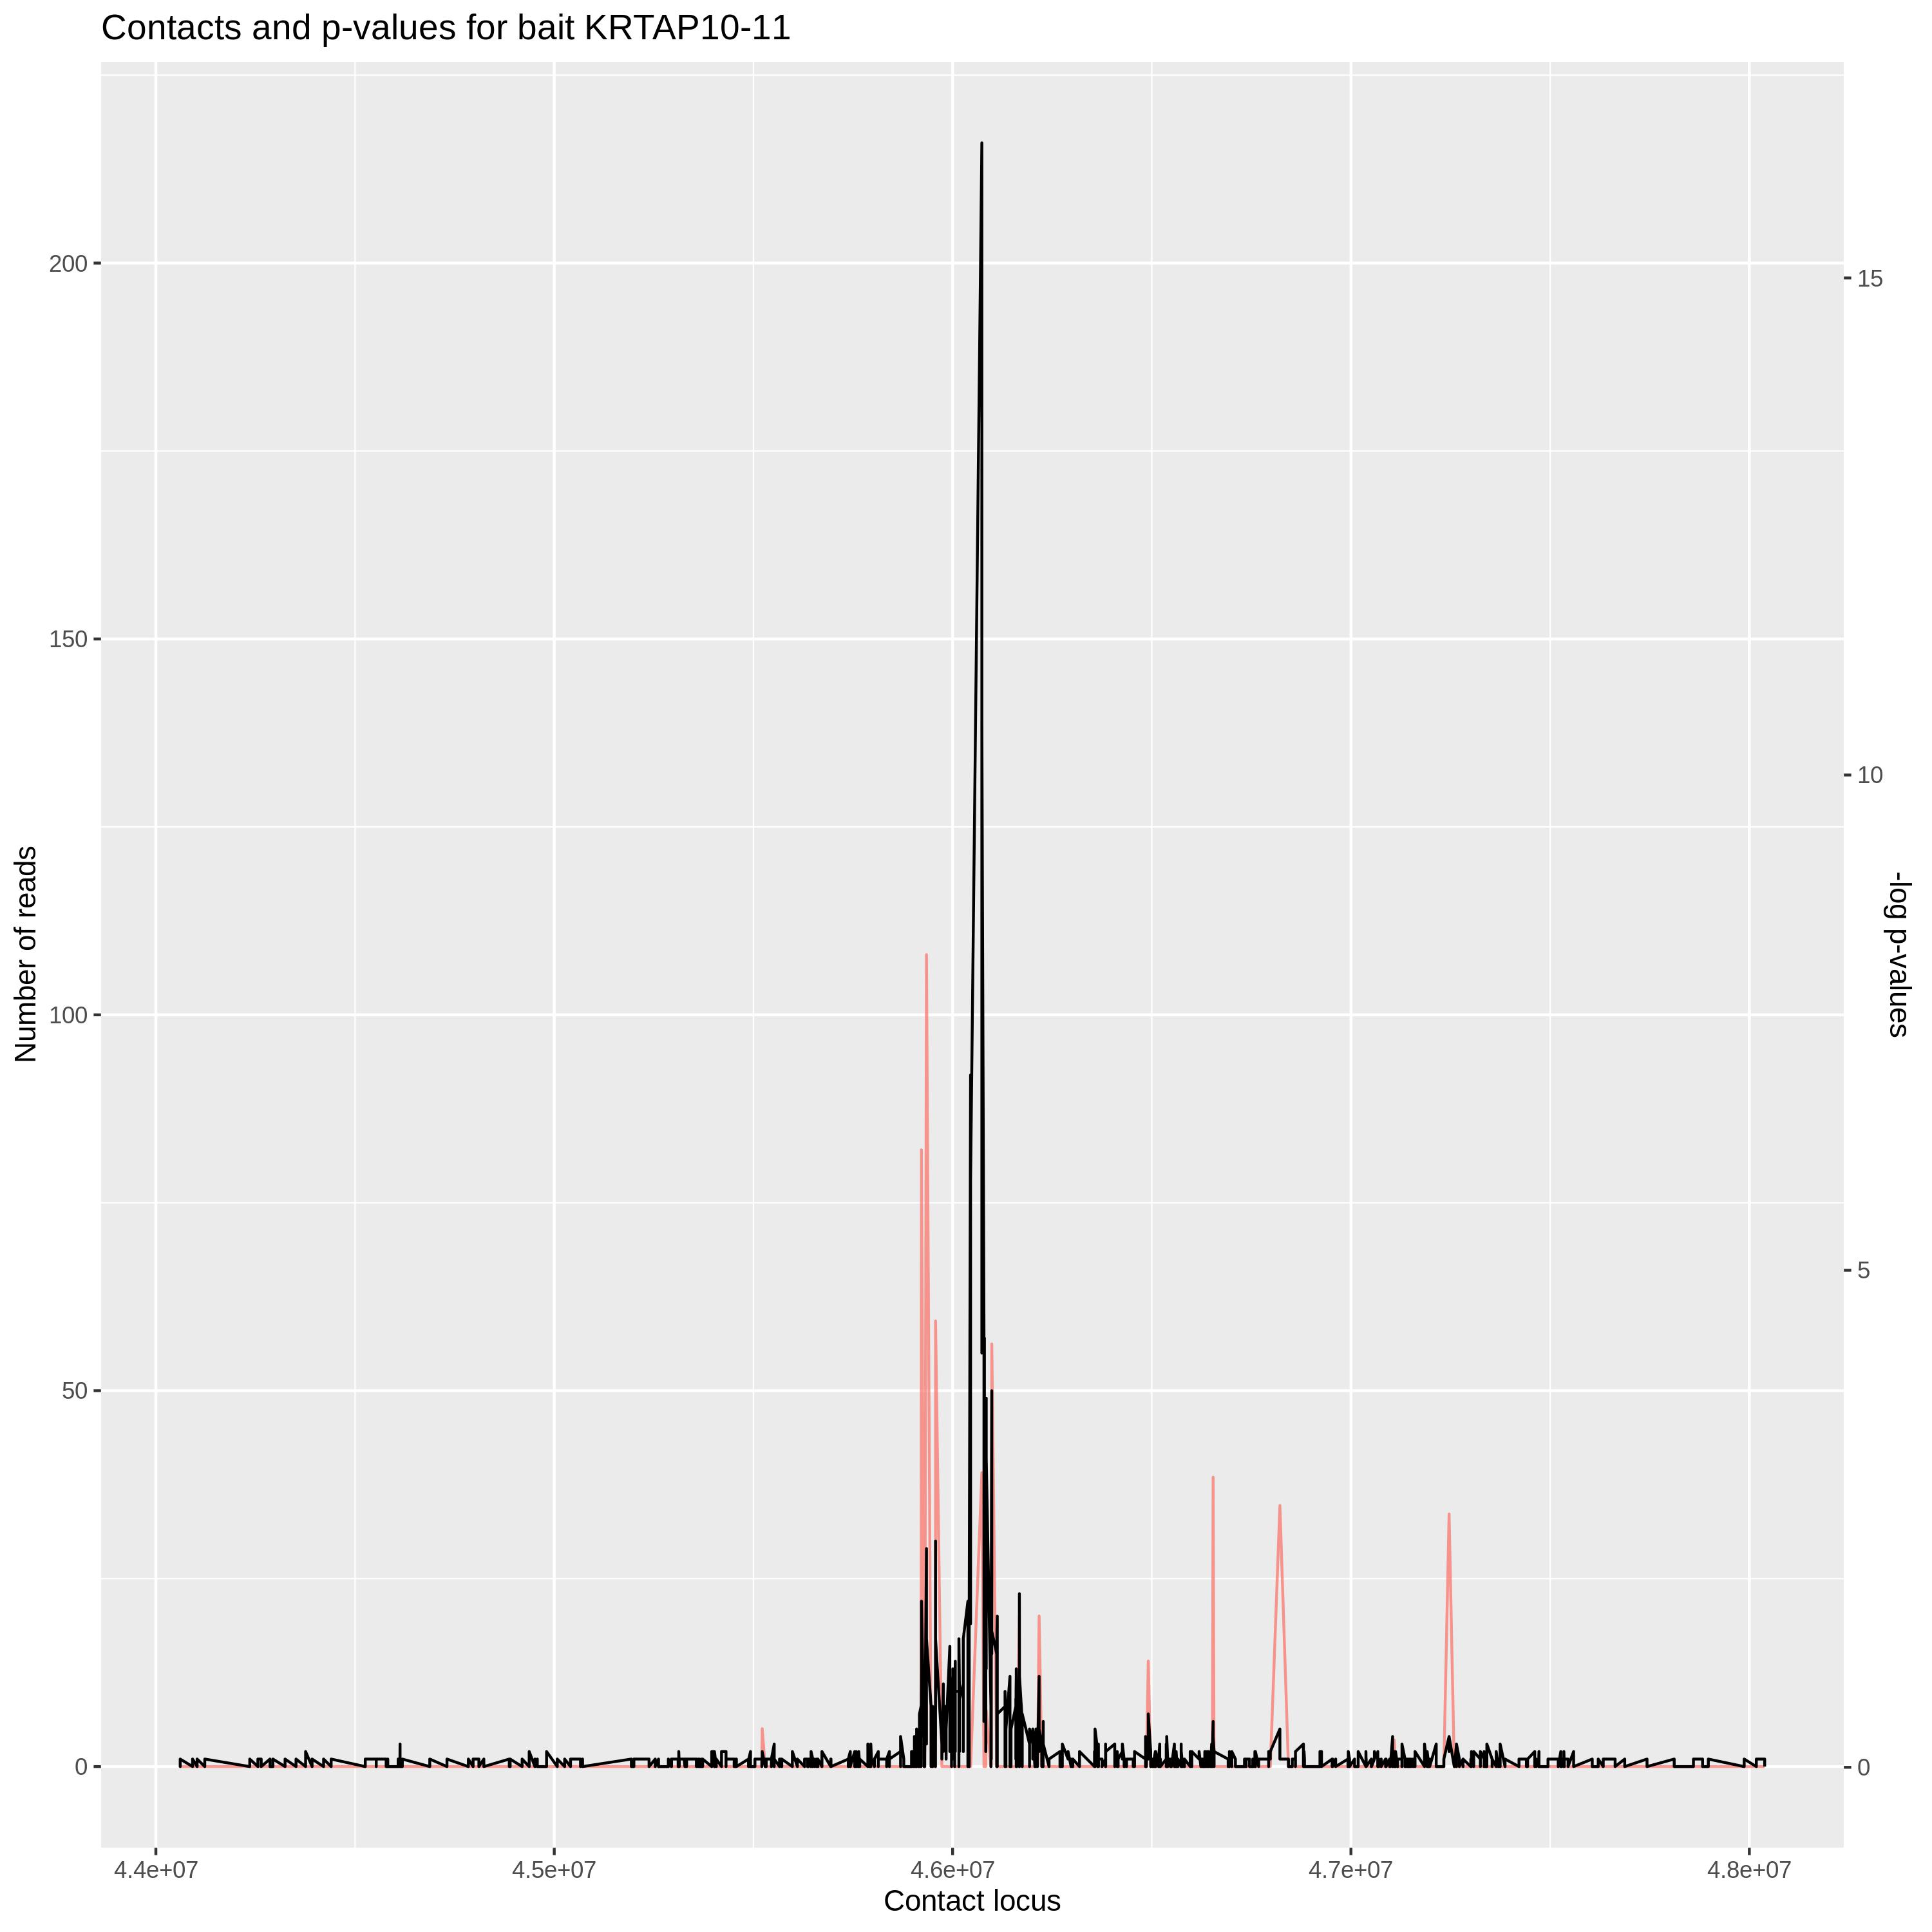 Contacts and p-values for bait KRTAP10-11
200
150
100
50
0
Number of reads
15
10
5
0
-log p-values
4.4e+07
4.5e+07
4.6e+07
4.7e+07
4.8e+07
Contact locus